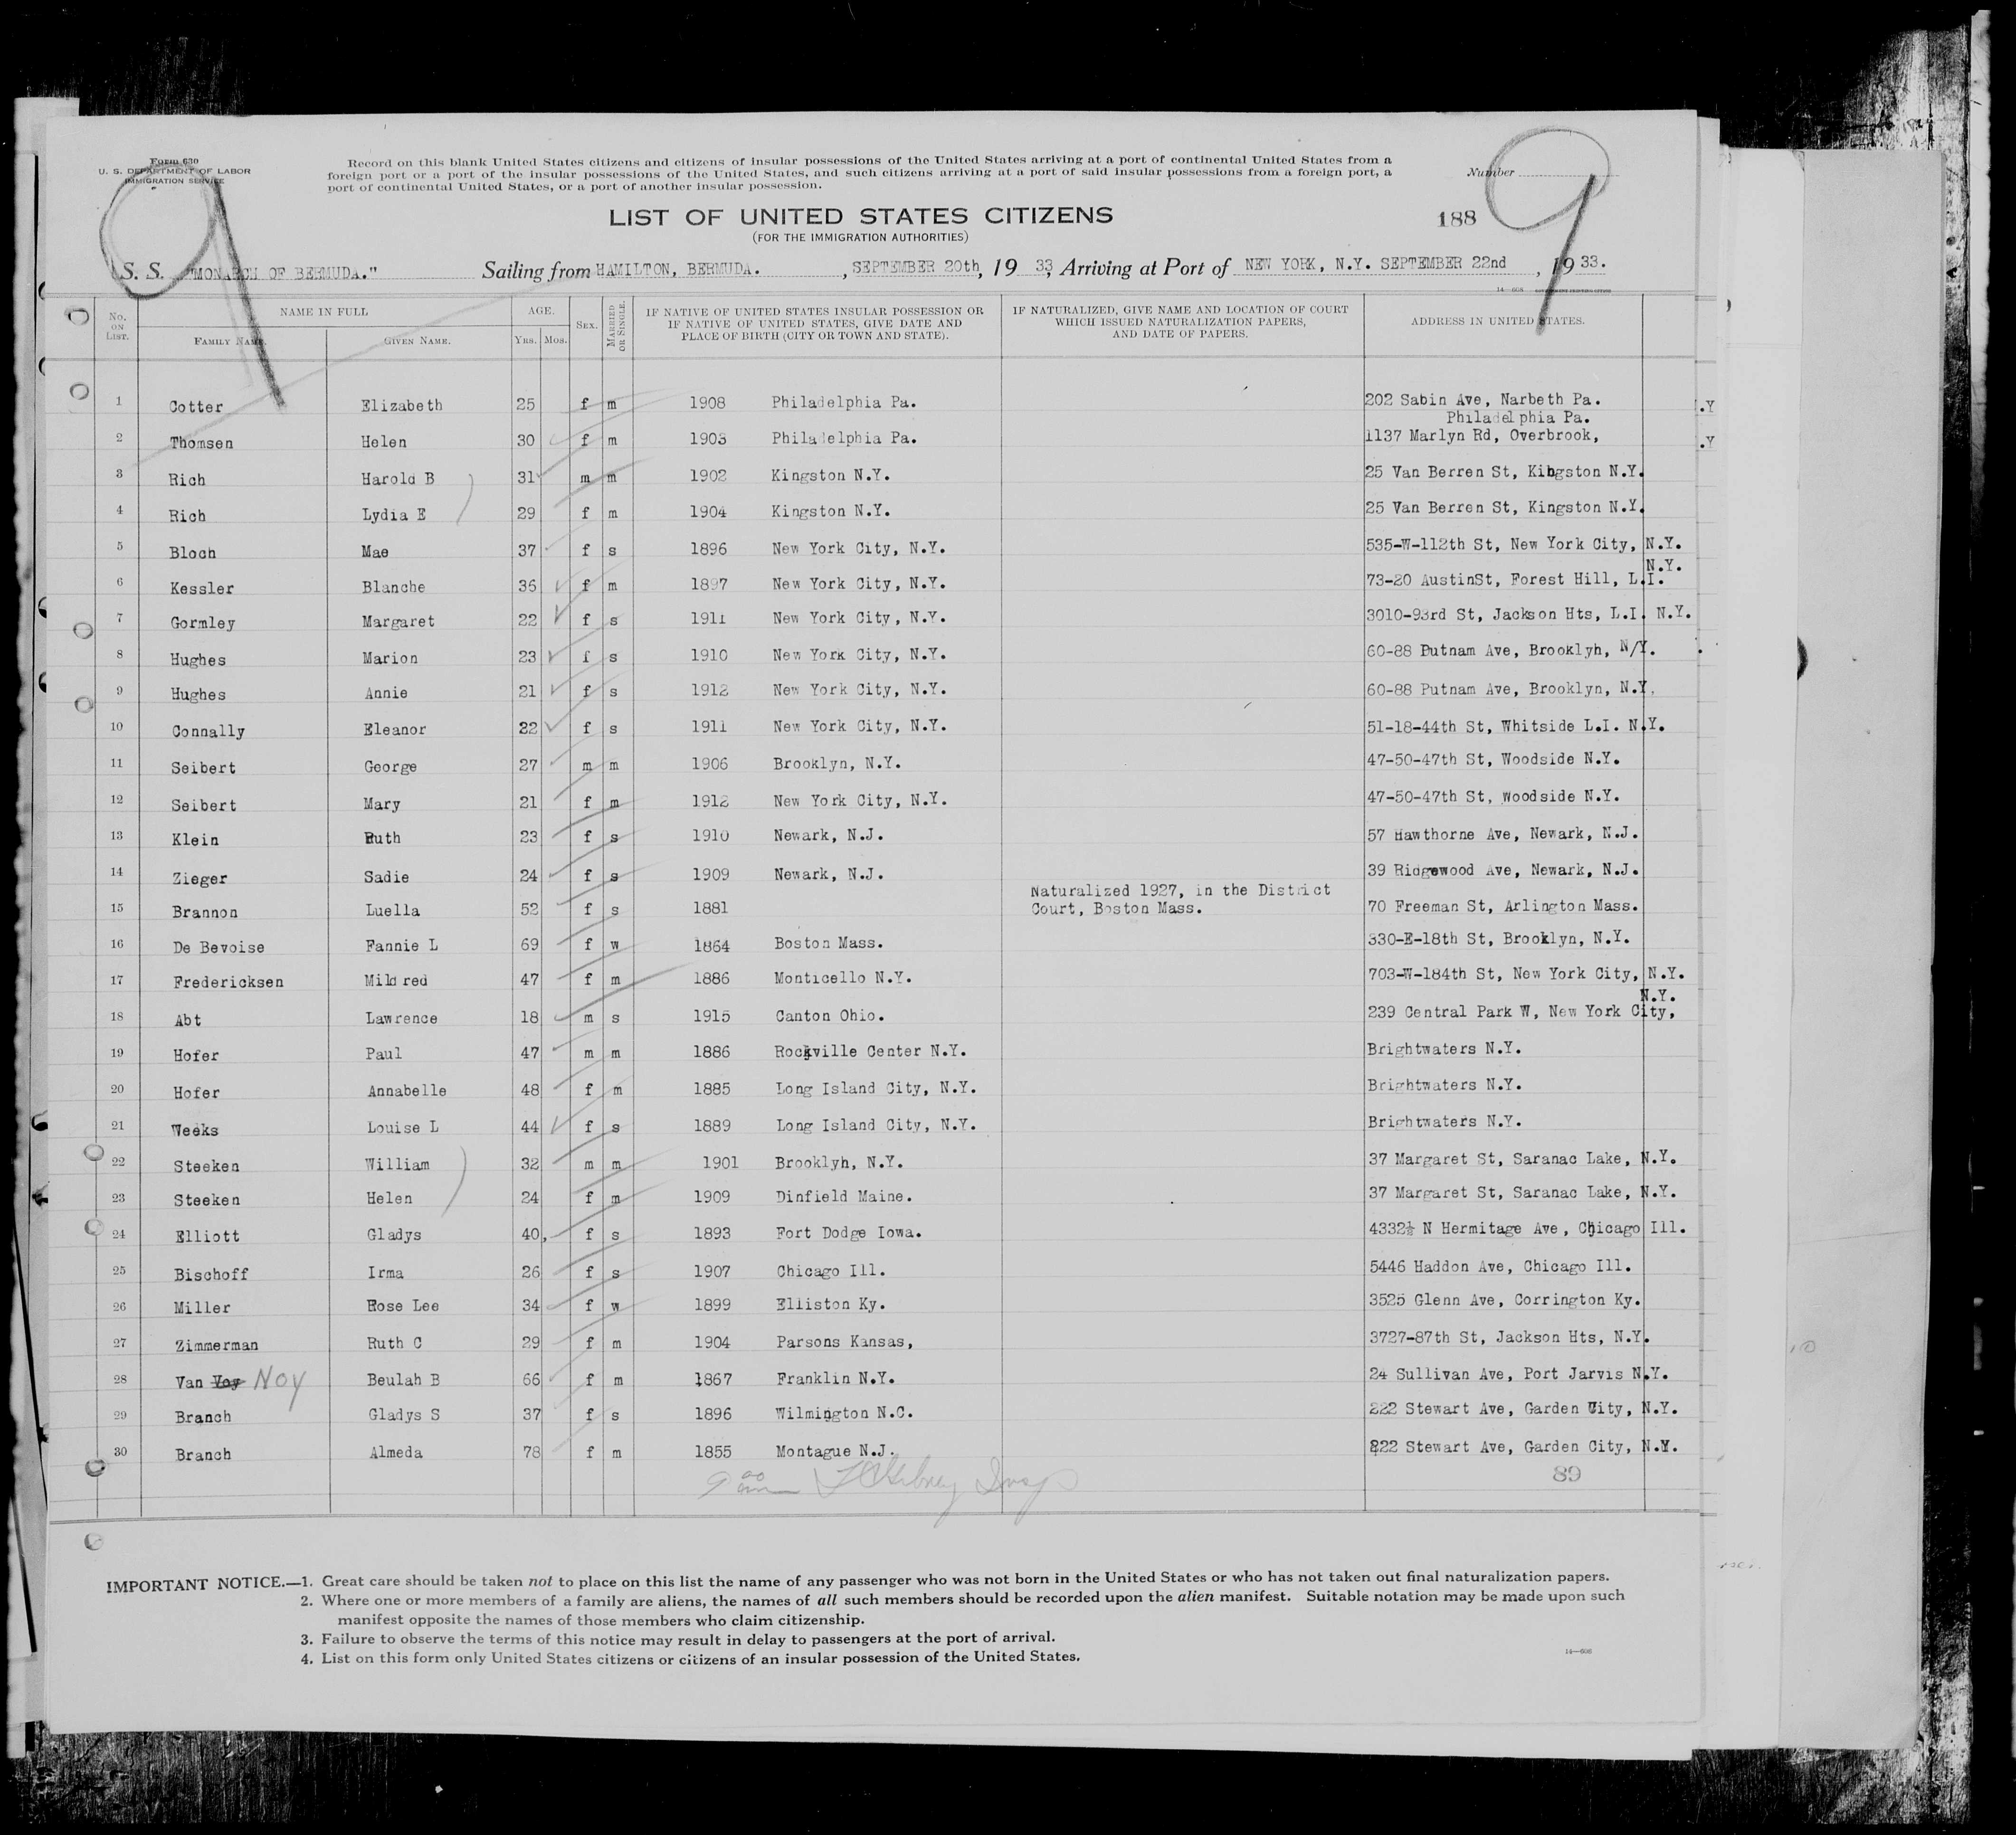 Form 630
U. S. DEPARTMENT OF LABOR
IMMIGRATION SERVICE
Record on this blank United States citizens and citizens of insular possessions of the United States arriving at a port of continental United States from a
foreign port or a port of the insular possessions of the United States, and such citizens arriving at a port of said insular possessions from a foreign port, a
port of continental United States, or a port of another insular possession.
Number
9 9
LIST OF UNITED STATES CITIZENS
188
(FOR THE IMMIGRATION AUTHORITIES)
S. S. "MONARCH OF BERMUDA." Sailing from HAMILTON, BERMUDA. , SEPTEMBER 20th, 19 33, Arriving at Port of NEW YORK, N.Y. SEPTEMBER 22nd , 19 33.
No. ON LIST. NAME IN FULL FAMILY NAME. GIVEN NAME. AGE. Yrs. Mos. SEX. MARRIED OR SINGLE. IF NATIVE OF UNITED STATES INSULAR POSSESSION OR IF NATIVE OF UNITED STATES, GIVE DATE AND PLACE OF BIRTH (CITY OR TOWN AND STATE). IF NATURALIZED, GIVE NAME AND LOCATION OF COURT WHICH ISSUED NATURALIZATION PAPERS, AND DATE OF PAPERS. ADDRESS IN UNITED STATES.
1 Cotter Elizabeth 25 f m 1908 Philadelphia Pa. 202 Sabin Ave, Narbeth Pa.
Philadelphia Pa.
2 Thomsen Helen 30 f m 1903 Philadelphia Pa. 1137 Marlyn Rd, Overbrook,
3 Rich Harold B 31 m m 1902 Kingston N.Y. 25 Van Berren St, Kingston N.Y.
4 Rich Lydia E 29 f m 1904 Kingston N.Y. 25 Van Berren St, Kingston N.Y.
5 Bloch Mae 37 f s 1896 New York City, N.Y. 535-W-112th St, New York City, N.Y.
N.Y.
6 Kessler Blanche 36 f m 1897 New York City, N.Y. 73-20 AustinSt, Forest Hill, L.I.
7 Gormley Margaret 22 f s 1911 New York City, N.Y. 3010-93rd St, Jackson Hts, L.I. N.Y.
8 Hughes Marion 23 f s 1910 New York City, N.Y. 60-88 Putnam Ave, Brooklyh, N/Y.
9 Hughes Annie 21 f s 1912 New York City, N.Y. 60-88 Putnam Ave, Brooklyn, N.Y.
10 Connally Eleanor 22 f s 1911 New York City, N.Y. 51-18-44th St, Whitside L.I. N.Y.
11 Seibert George 27 m m 1906 Brooklyn, N.Y. 47-50-47th St, Woodside N.Y.
12 Seibert Mary 21 f m 1912 New York City, N.Y. 47-50-47th St, Woodside N.Y.
13 Klein Ruth 23 f s 1910 Newark, N.J. 57 Hawthorne Ave, Newark, N.J.
14 Zieger Sadie 24 f s 1909 Newark, N.J. 39 Ridgewood Ave, Newark, N.J.
Naturalized 1927, in the District
15 Brannon Luella 52 f s 1881 Court, Boston Mass. 70 Freeman St, Arlington Mass.
16 De Bevoise Fannie L 69 f w 1864 Boston Mass. 330-E-18th St, Brooklyn, N.Y.
17 Fredericksen Mildred 47 f m 1886 Monticello N.Y. 703-W-184th St, New York City, N.Y.
N.Y.
18 Abt Lawrence 18 m s 1915 Canton Ohio. 239 Central Park W, New York City,
19 Hofer Paul 47 m m 1886 Rockville Center N.Y. Brightwaters N.Y.
20 Hofer Annabelle 48 f m 1885 Long Island City, N.Y. Brightwaters N.Y.
21 Weeks Louise L 44 f s 1889 Long Island City, N.Y. Brightwaters N.Y.
22 Steeken William 32 m m 1901 Brooklyh, N.Y. 37 Margaret St, Saranac Lake, N.Y.
23 Steeken Helen 24 f m 1909 Dinfield Maine. 37 Margaret St, Saranac Lake, N.Y.
24 Elliott Gladys 40, f s 1893 Fort Dodge Iowa. 4332½ N Hermitage Ave, Chicago Ill.
25 Bischoff Irma 26 f s 1907 Chicago Ill. 5446 Haddon Ave, Chicago Ill.
26 Miller Rose Lee 34 f w 1899 Elliston Ky. 3525 Glenn Ave, Corrington Ky.
27 Zimmerman Ruth C 29 f m 1904 Parsons Kansas, 3727-87th St, Jackson Hts, N.Y.
28 Van Voy Noy Beulah B 66 f m 1867 Franklin N.Y. 24 Sullivan Ave, Port Jarvis N.Y.
29 Branch Gladys S 37 f s 1896 Wilmington N.C. 222 Stewart Ave, Garden City, N.Y.
30 Branch Almeda 78 f m 1855 Montague N.J. 222 Stewart Ave, Garden City, N.Y.
89
IMPORTANT NOTICE.—1. Great care should be taken not to place on this list the name of any passenger who was not born in the United States or who has not taken out final naturalization papers.
2. Where one or more members of a family are aliens, the names of all such members should be recorded upon the alien manifest. Suitable notation may be made upon such
manifest opposite the names of those members who claim citizenship.
3. Failure to observe the terms of this notice may result in delay to passengers at the port of arrival.
4. List on this form only United States citizens or citizens of an insular possession of the United States.
14—608